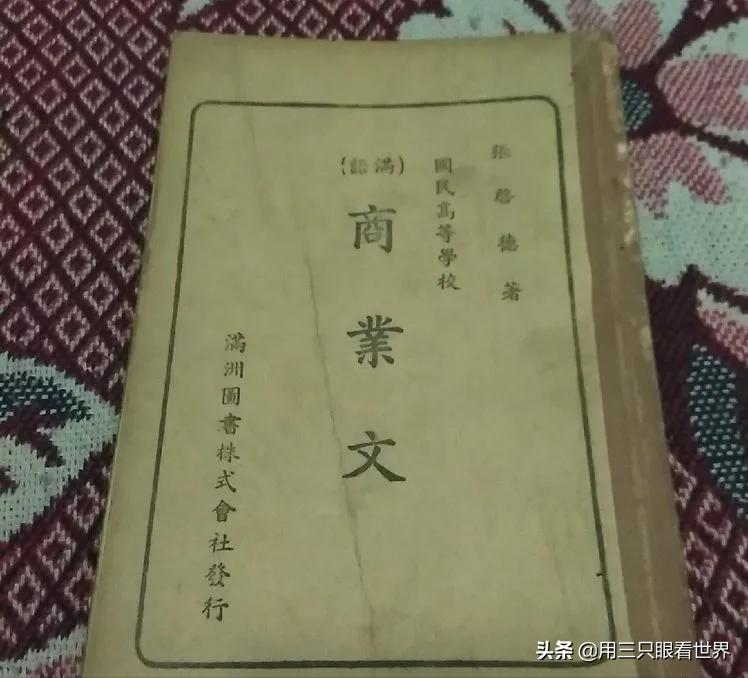 張啓德著
國民高等學校
(滿語)
商業文
滿洲圖書株式會社發行
头条 @用三只眼看世界